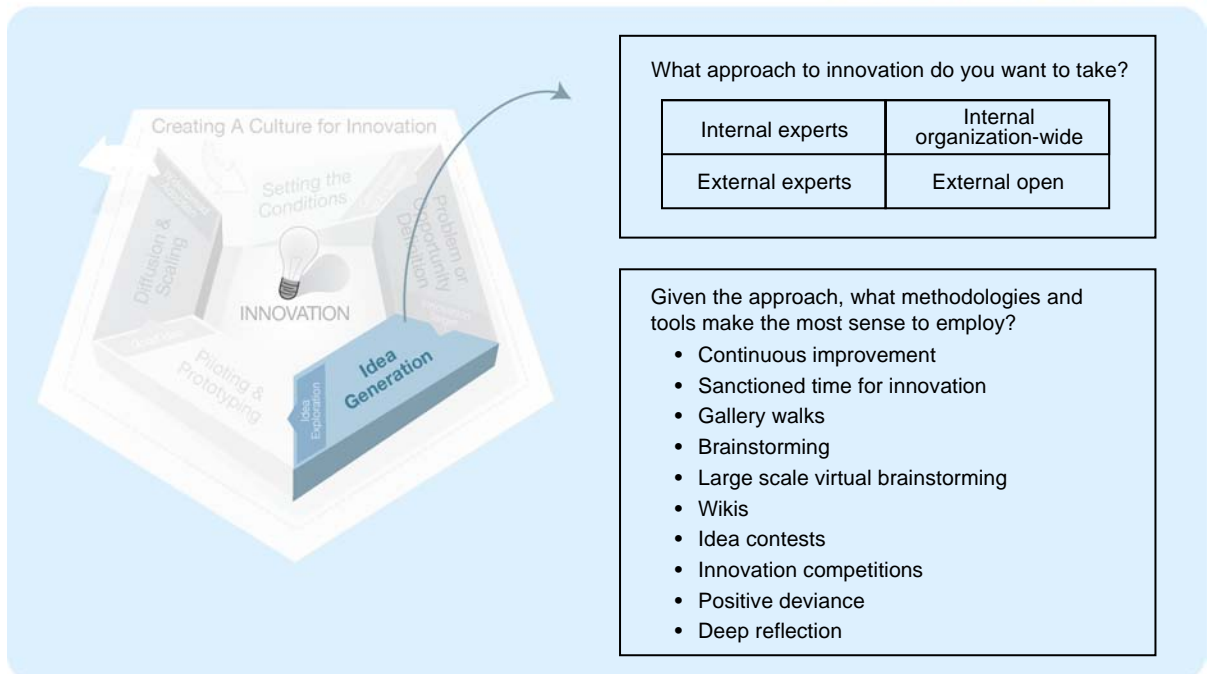 Creating A Culture for Innovation
Setting the
Conditions
Problem or
Opportunity
Definition
Diffusion &
Scaling
INNOVATION
Idea
Generation
Idea
Exploration
Piloting &
Prototyping
What approach to innovation do you want to take?
Internal experts
Internal
organization-wide
External experts
External open
Given the approach, what methodologies and
tools make the most sense to employ?
• Continuous improvement
• Sanctioned time for innovation
• Gallery walks
• Brainstorming
• Large scale virtual brainstorming
• Wikis
• Idea contests
• Innovation competitions
• Positive deviance
• Deep reflection